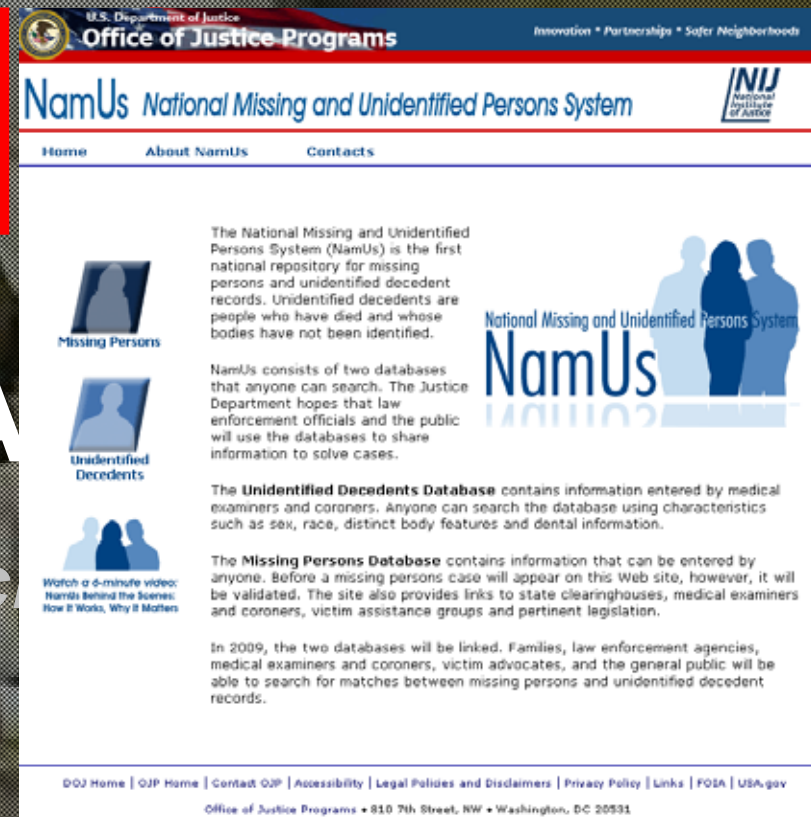 U.S. Department of Justice
Office of Justice Programs
Innovation * Partnerships * Safer Neighborhoods
NamUs National Missing and Unidentified Persons System
NIJ
National
Institute
of Justice
Home About NamUs Contacts
Missing Persons
Unidentified
Decedents
Watch a 6-minute video:
NamUs Behind the Scenes:
How It Works, Why It Matters
The National Missing and Unidentified
Persons System (NamUs) is the first
national repository for missing
persons and unidentified decedent
records. Unidentified decedents are
people who have died and whose
bodies have not been identified.
NamUs consists of two databases
that anyone can search. The Justice
Department hopes that law
enforcement officials and the public
will use the databases to share
information to solve cases.
National Missing and Unidentified Persons System
NamUs
The Unidentified Decedents Database contains information entered by medical
examiners and coroners. Anyone can search the database using characteristics
such as sex, race, distinct body features and dental information.
The Missing Persons Database contains information that can be entered by
anyone. Before a missing persons case will appear on this Web site, however, it will
be validated. The site also provides links to state clearinghouses, medical examiners
and coroners, victim assistance groups and pertinent legislation.
In 2009, the two databases will be linked. Families, law enforcement agencies,
medical examiners and coroners, victim advocates, and the general public will be
able to search for matches between missing persons and unidentified decedent
records.
DOJ Home | OJP Home | Contact OJP | Accessibility | Legal Policies and Disclaimers | Privacy Policy | Links | FOIA | USA.gov
Office of Justice Programs • 810 7th Street, NW • Washington, DC 20531